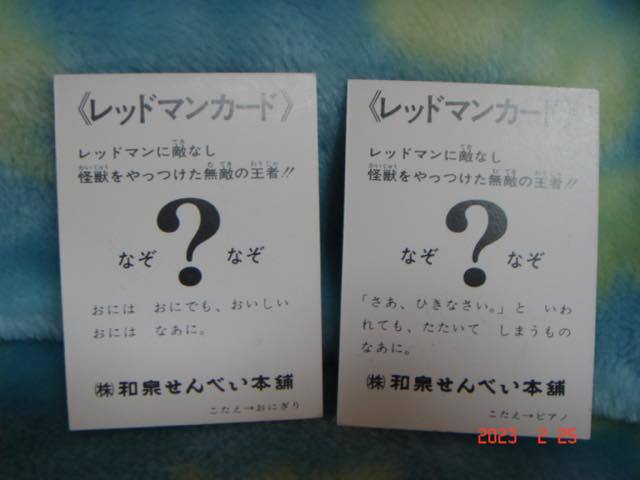 《レッドマンカード》
レッドマンに敵なし
怪獣をやっつけた無敵の王者!!
なぞ ? なぞ
おには おにでも、おいしい
おには なあに。
㈱和泉せんべい本舗
こたえ→おにぎり
《レッドマンカード》
レッドマンに敵なし
怪獣をやっつけた無敵の王者!!
なぞ ? なぞ
「さあ、ひきなさい。」と いわ
れても、たたいて しまうもの
なあに。
㈱和泉せんべい本舗
こたえ→ピアノ
2023 2 25